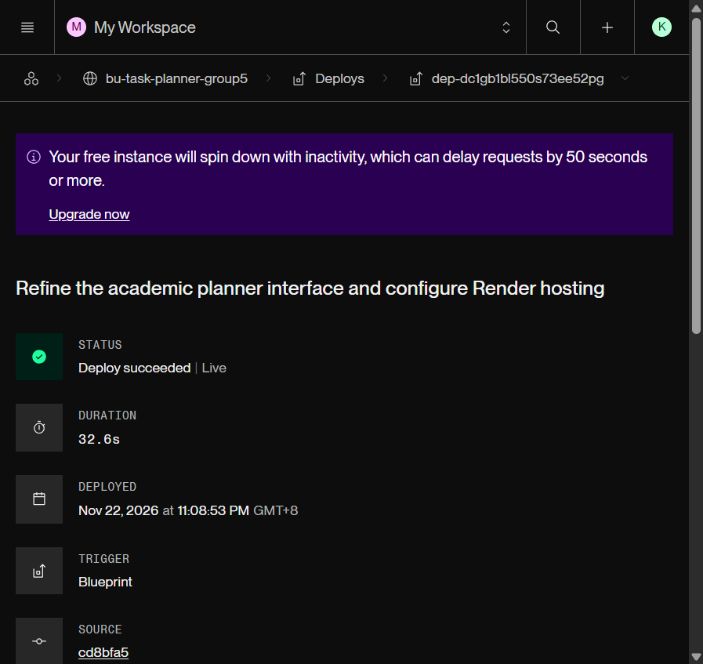 M My Workspace K
bu-task-planner-group5 Deploys dep-dc1gb1bl550s73ee52pg
Your free instance will spin down with inactivity, which can delay requests by 50 seconds
or more.
Upgrade now
Refine the academic planner interface and configure Render hosting
STATUS
Deploy succeeded | Live
DURATION
32.6s
DEPLOYED
Nov 22, 2026 at 11:08:53 PM GMT+8
TRIGGER
Blueprint
SOURCE
cd8bfa5